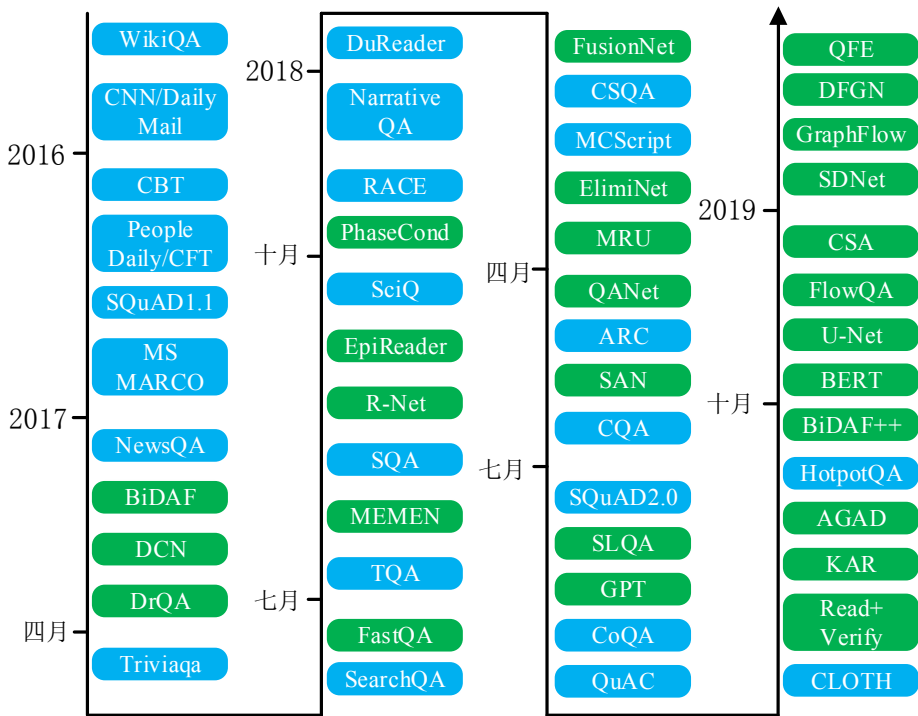 WikiQA
CNN/Daily
Mail
2016
CBT
People
Daily/CFT
SQuAD1.1
MS
MARCO
2017
NewsQA
BiDAF
DCN
DrQA
四月
Triviaqa
DuReader
2018
Narrative
QA
RACE
PhaseCond
十月
SciQ
EpiReader
R-Net
SQA
MEMEN
TQA
七月
FastQA
SearchQA
FusionNet
CSQA
MCScript
ElimiNet
MRU
四月
QANet
ARC
SAN
CQA
七月
SQuAD2.0
SLQA
GPT
CoQA
QuAC
QFE
DFGN
GraphFlow
SDNet
2019
CSA
FlowQA
U-Net
BERT
十月
BiDAF++
HotpotQA
AGAD
KAR
Read+
Verify
CLOTH